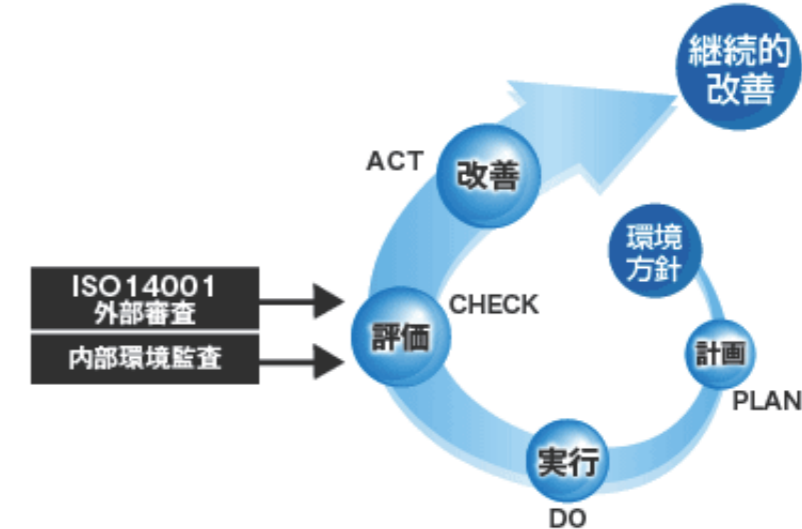 継続的
改善
ACT
改善
環境
方針
ISO14001
外部審査
CHECK
評価
内部環境監査
計画
PLAN
実行
DO